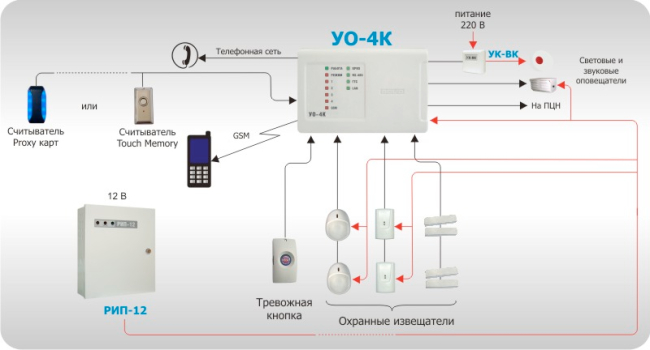 питание
220 В
УО-4К
УК-ВК
Телефонная сеть
Световые и
звуковые
оповещатели
или
На ПЦН
УО-4К
Считыватель
Proxy карт
Считыватель
Touch Memory
GSM
12 В
РИП-12
РИП-12
Тревожная
кнопка
Охранные извещатели